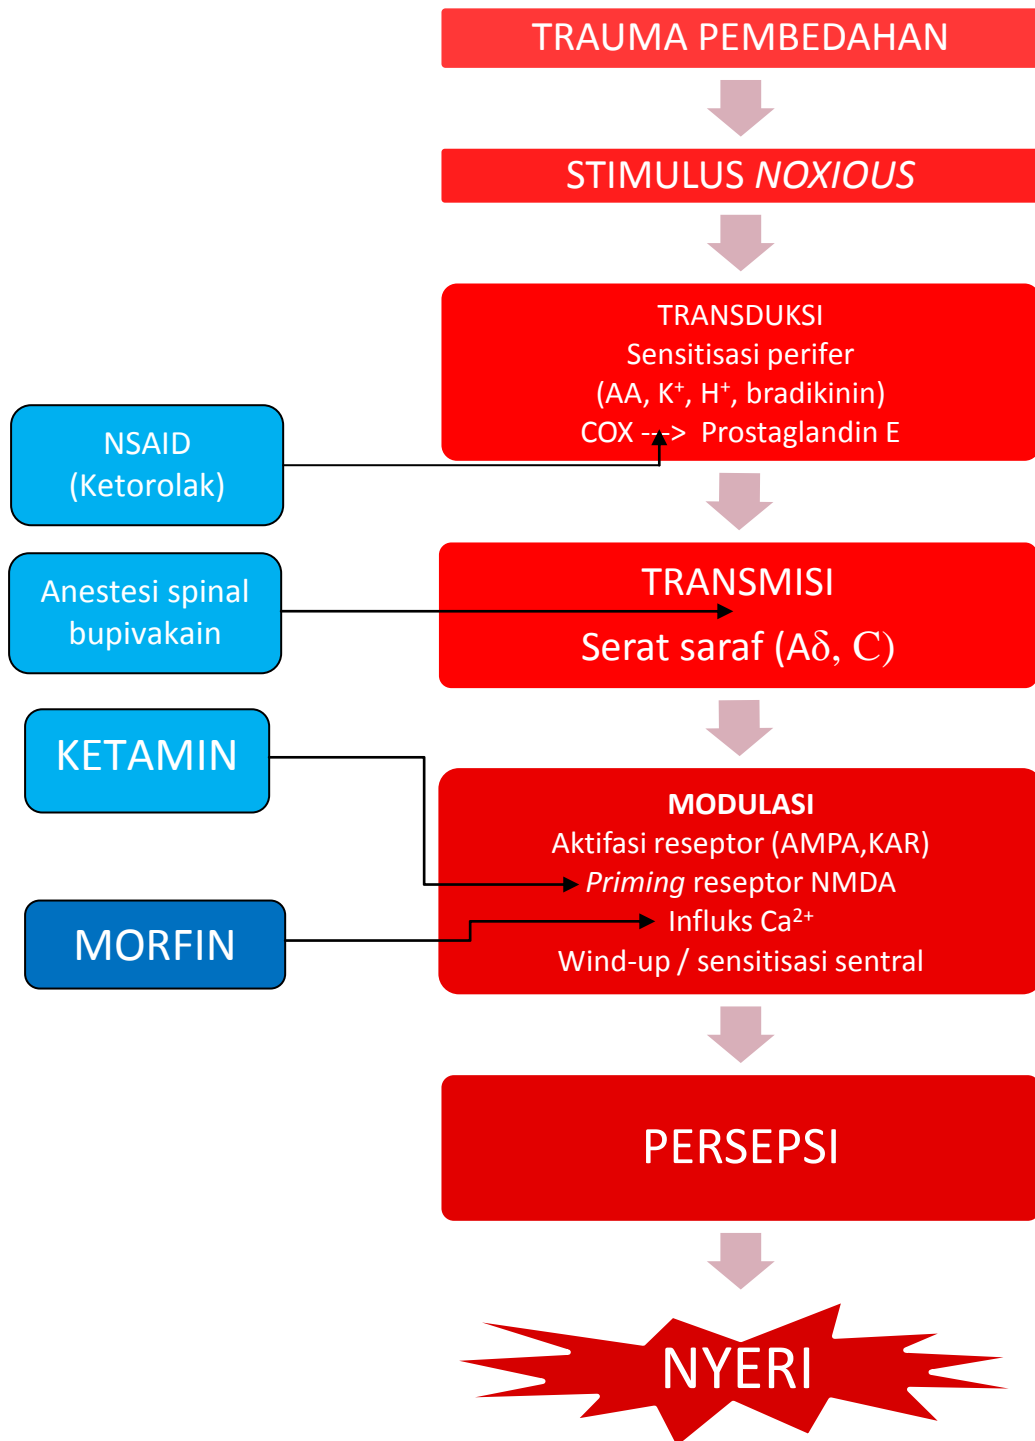 TRAUMA PEMBEDAHAN
STIMULUS NOXIOUS
TRANSDUKSI
Sensitisasi perifer
(AA, K⁺, H⁺, bradikinin)
COX ---> Prostaglandin E
NSAID
(Ketorolak)
Anestesi spinal
bupivakain
TRANSMISI
Serat saraf (Aδ, C)
KETAMIN
MODULASI
Aktifasi reseptor (AMPA,KAR)
Priming reseptor NMDA
Influks Ca²⁺
Wind-up / sensitisasi sentral
MORFIN
PERSEPSI
NYERI